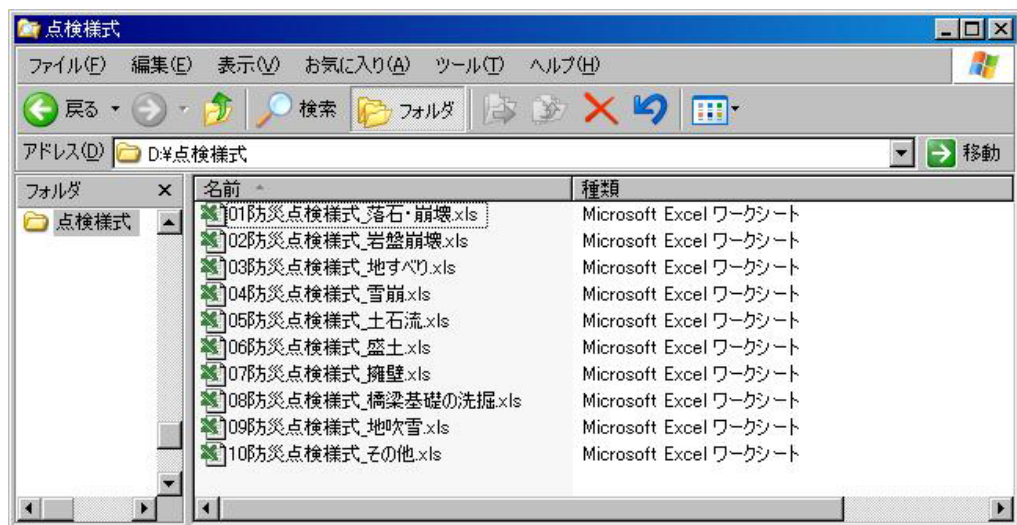 点検様式
ファイル(F) 編集(E) 表示(V) お気に入り(A) ツール(T) ヘルプ(H)
戻る 検索 フォルダ
アドレス(D) D:¥点検様式 移動
フォルダ x 名前 種類
点検様式
01防災点検様式_落石・崩壊.xls Microsoft Excel ワークシート
02防災点検様式_岩盤崩壊.xls Microsoft Excel ワークシート
03防災点検様式_地すべり.xls Microsoft Excel ワークシート
04防災点検様式_雪崩.xls Microsoft Excel ワークシート
05防災点検様式_土石流.xls Microsoft Excel ワークシート
06防災点検様式_盛土.xls Microsoft Excel ワークシート
07防災点検様式_擁壁.xls Microsoft Excel ワークシート
08防災点検様式_橋梁基礎の洗掘.xls Microsoft Excel ワークシート
09防災点検様式_地吹雪.xls Microsoft Excel ワークシート
10防災点検様式_その他.xls Microsoft Excel ワークシート